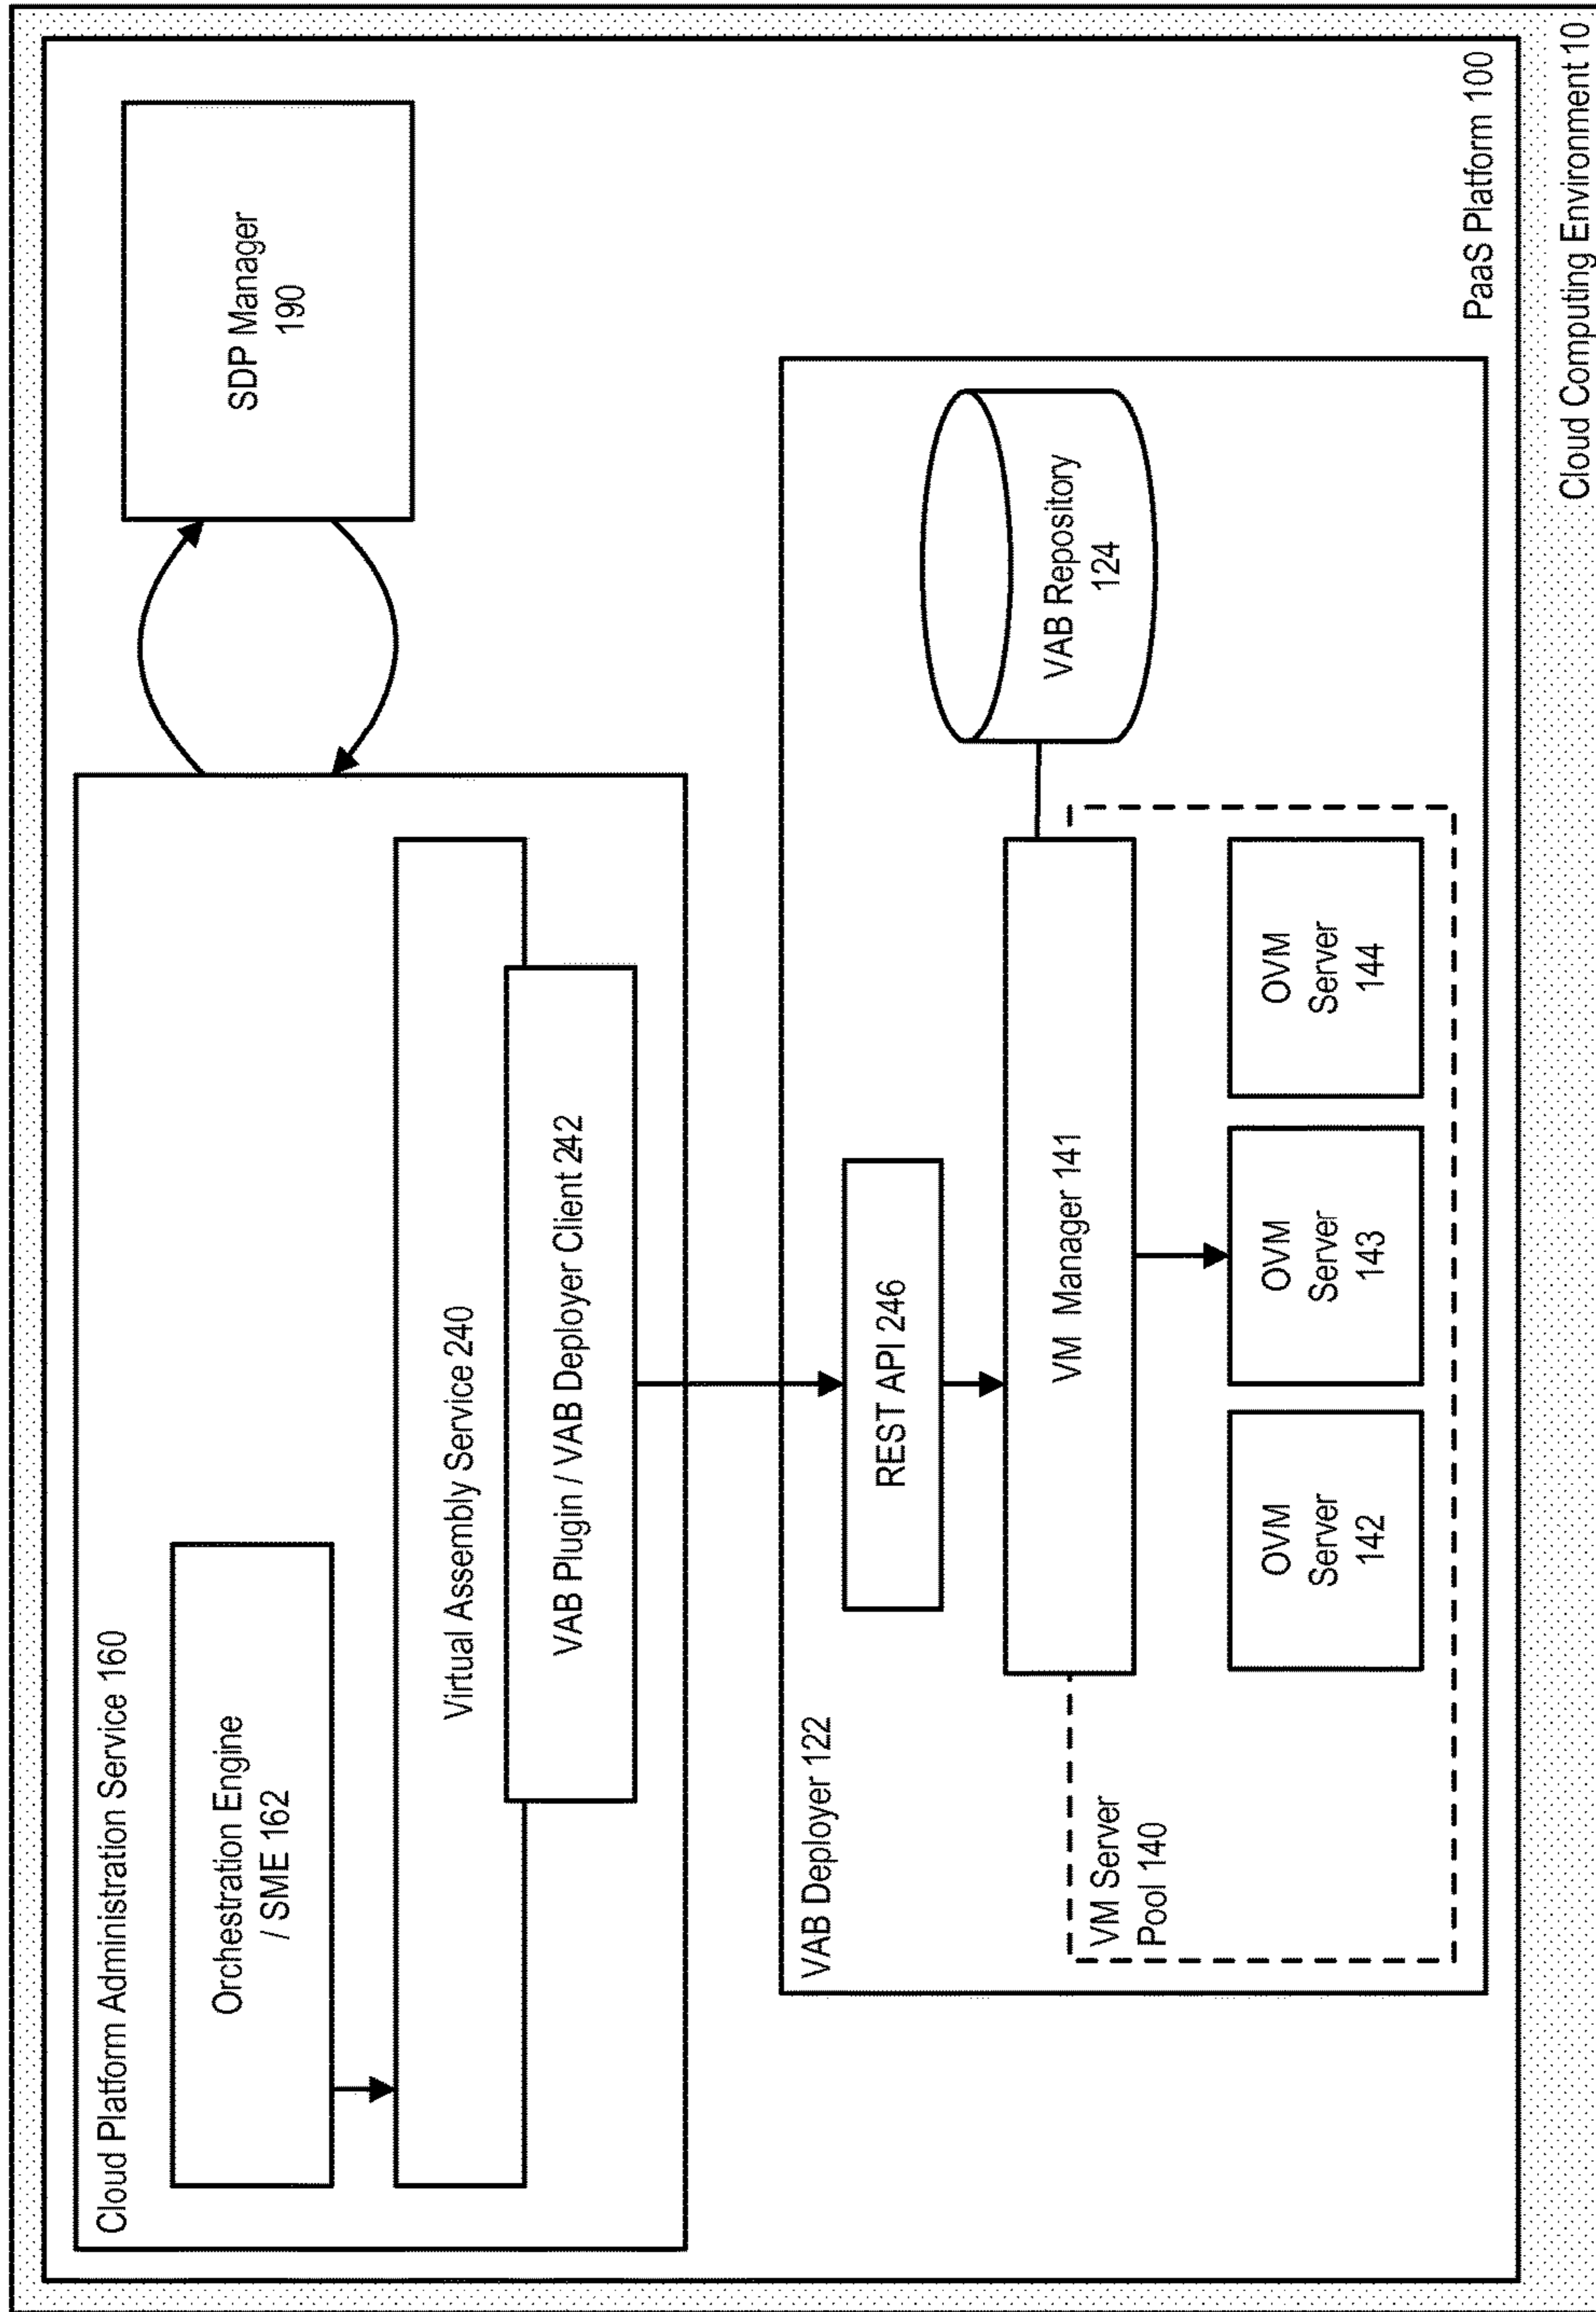 Cloud Platform Administration Service 160
Orchestration Engine
/ SME 162
Virtual Assembly Service 240
VAB Plugin / VAB Deployer Client 242
SDP Manager
190
VAB Deployer 122
REST API 246
VM Manager 141
VAB Repository
124
VM Server
Pool 140
OVM
Server
142
OVM
Server
143
OVM
Server
144
PaaS Platform 100
Cloud Computing Environment 10